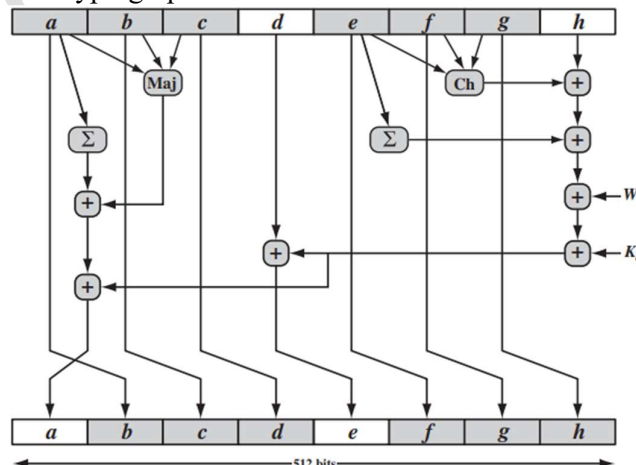 a b c d e f g h
Maj Ch +
Σ Σ +
+ + W
+ + K
+
a b c d e f g h
512 bits